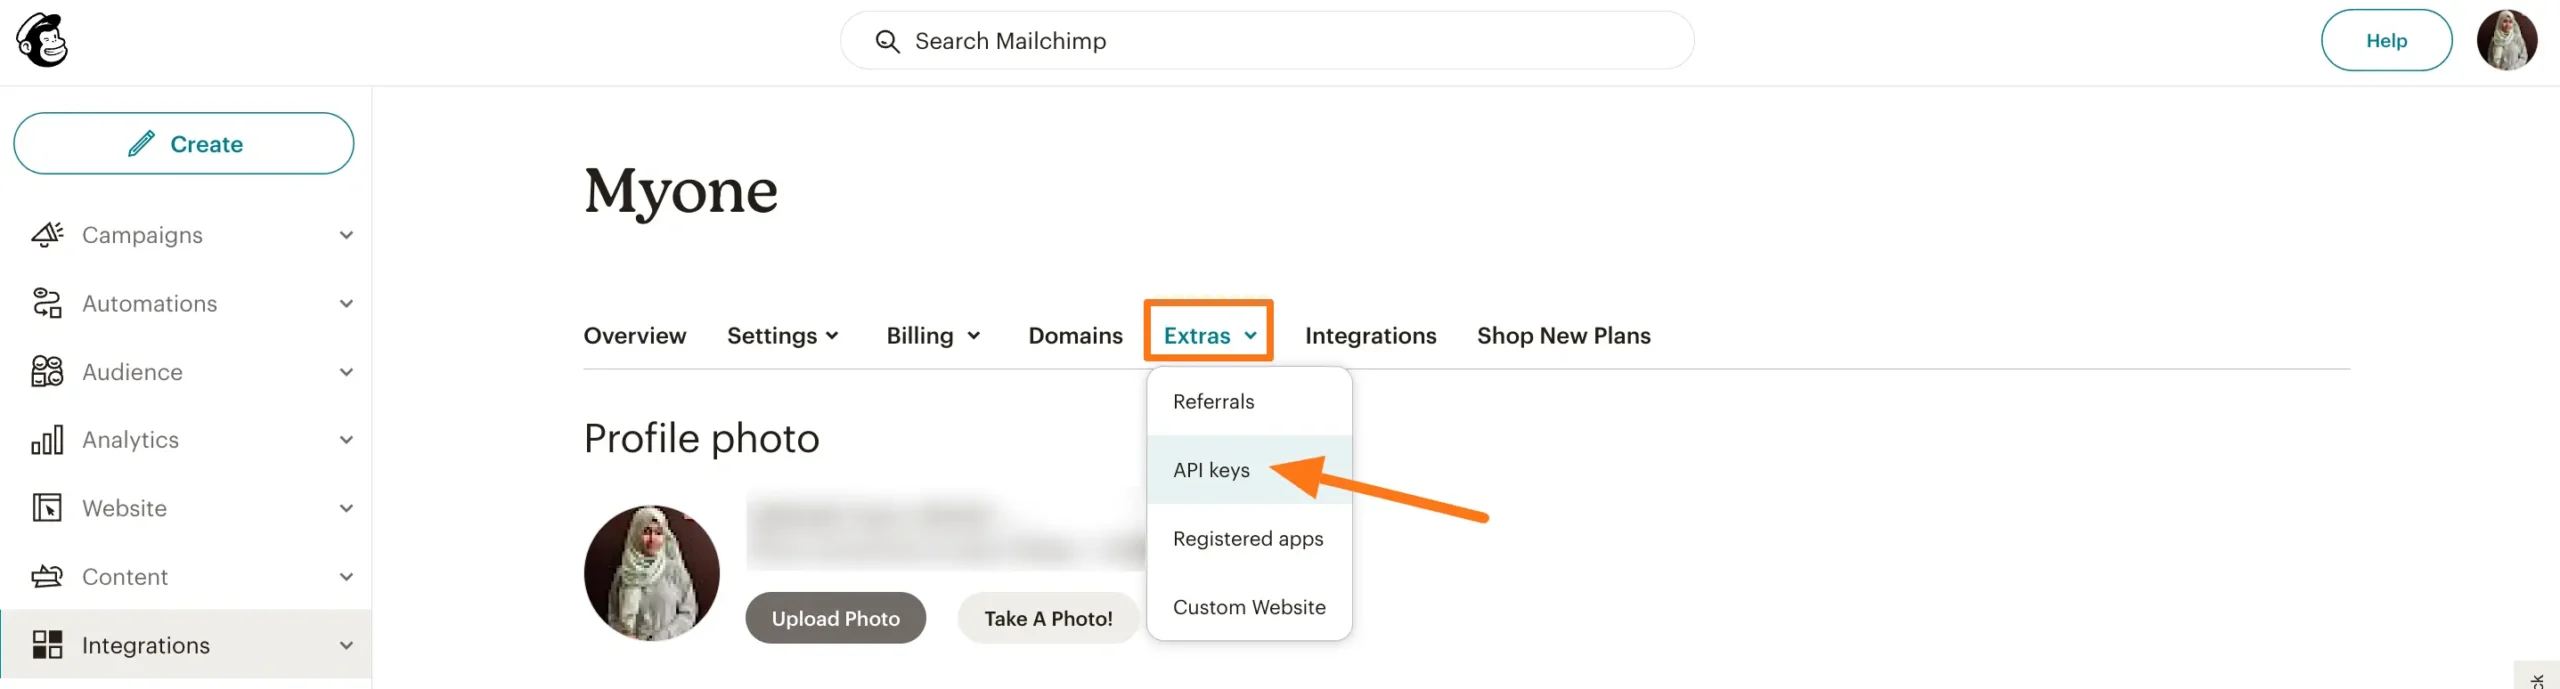 Search Mailchimp
Help
Create
Campaigns
Automations
Audience
Analytics
Website
Content
Integrations
Myone
Overview Settings Billing Domains Extras Integrations Shop New Plans
Referrals
API keys
Registered apps
Custom Website
Profile photo
Upload Photo Take A Photo!